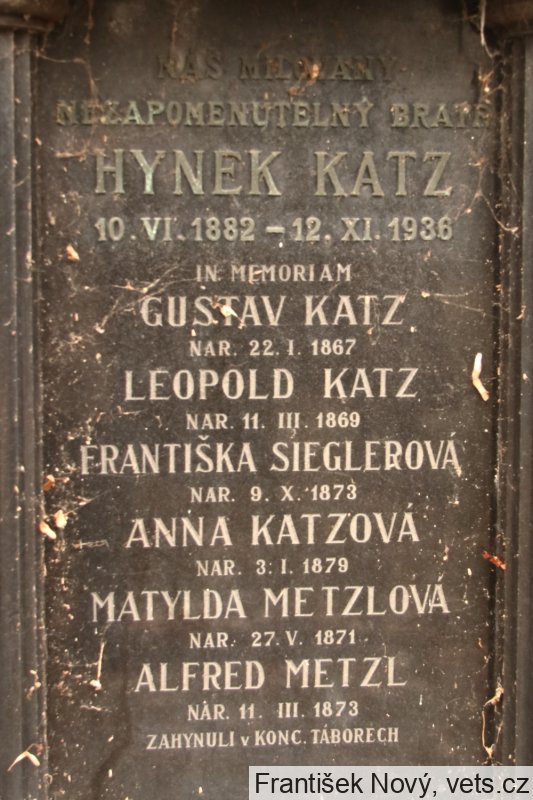 NÁŠ MILOVANÝ
NEZAPOMENUTELNÝ BRATR
HYNEK KATZ
10. VI. 1882 – 12. XI. 1936
IN MEMORIAM
GUSTAV KATZ
NAR. 22. I. 1867
LEOPOLD KATZ
NAR. 11. III. 1869
FRANTIŠKA SIEGLEROVÁ
NAR. 9. X. 1873
ANNA KATZOVÁ
NAR. 3. I. 1879
MATYLDA METZLOVÁ
NAR. 27. V. 1871
ALFRED METZL
NAR. 11. III. 1873
ZAHYNULI V KONC. TÁBORECH
František Nový, vets.cz